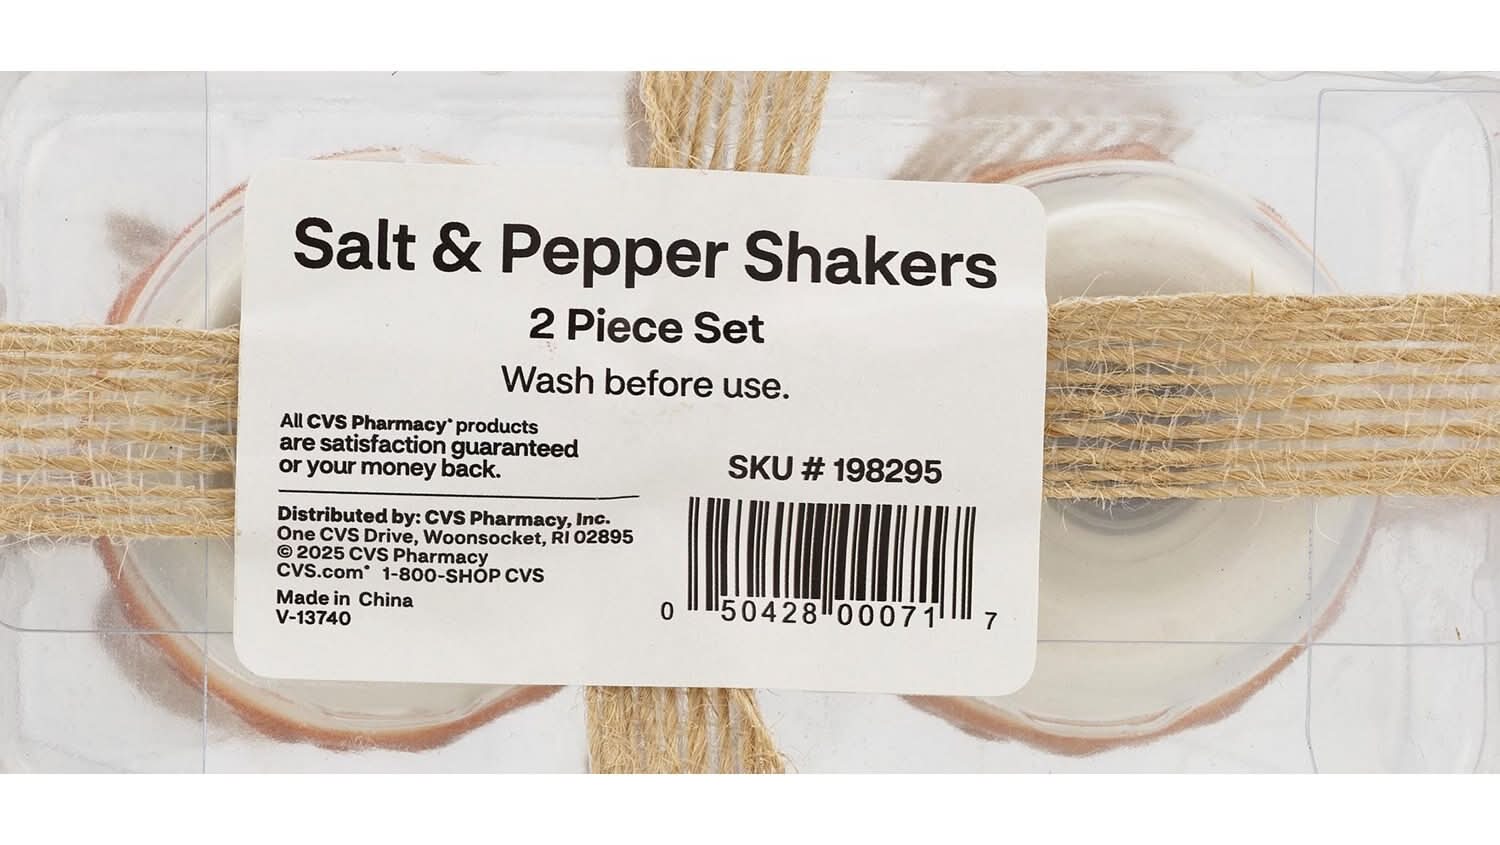 Salt & Pepper Shakers
2 Piece Set
Wash before use.
All CVS Pharmacy® products
are satisfaction guaranteed
or your money back.
Distributed by: CVS Pharmacy, Inc.
One CVS Drive, Woonsocket, RI 02895
© 2025 CVS Pharmacy
CVS.com® 1-800-SHOP CVS
Made in China
V-13740
SKU # 198295
0 50428 00071 7